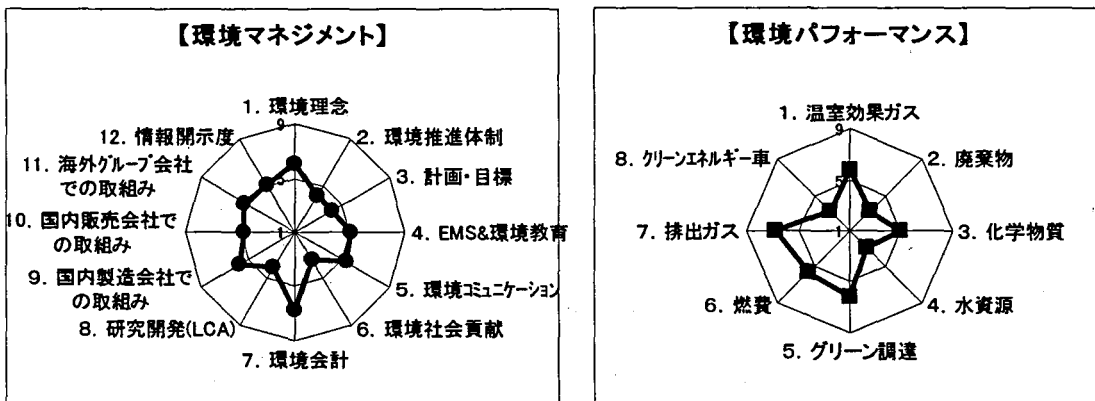 【環境マネジメント】
1. 環境理念
9
12. 情報開示度
2. 環境推進体制
11. 海外グループ会社
での取組み
3. 計画・目標
5
10. 国内販売会社で
の取組み
1
4. EMS&環境教育
9. 国内製造会社で
の取組み
5. 環境コミュニケーション
8. 研究開発(LCA)
6. 環境社会貢献
7. 環境会計
【環境パフォーマンス】
1. 温室効果ガス
9
8. クリーンエネルギー車
2. 廃棄物
5
7. 排出ガス
1
3. 化学物質
6. 燃費
4. 水資源
5. グリーン調達